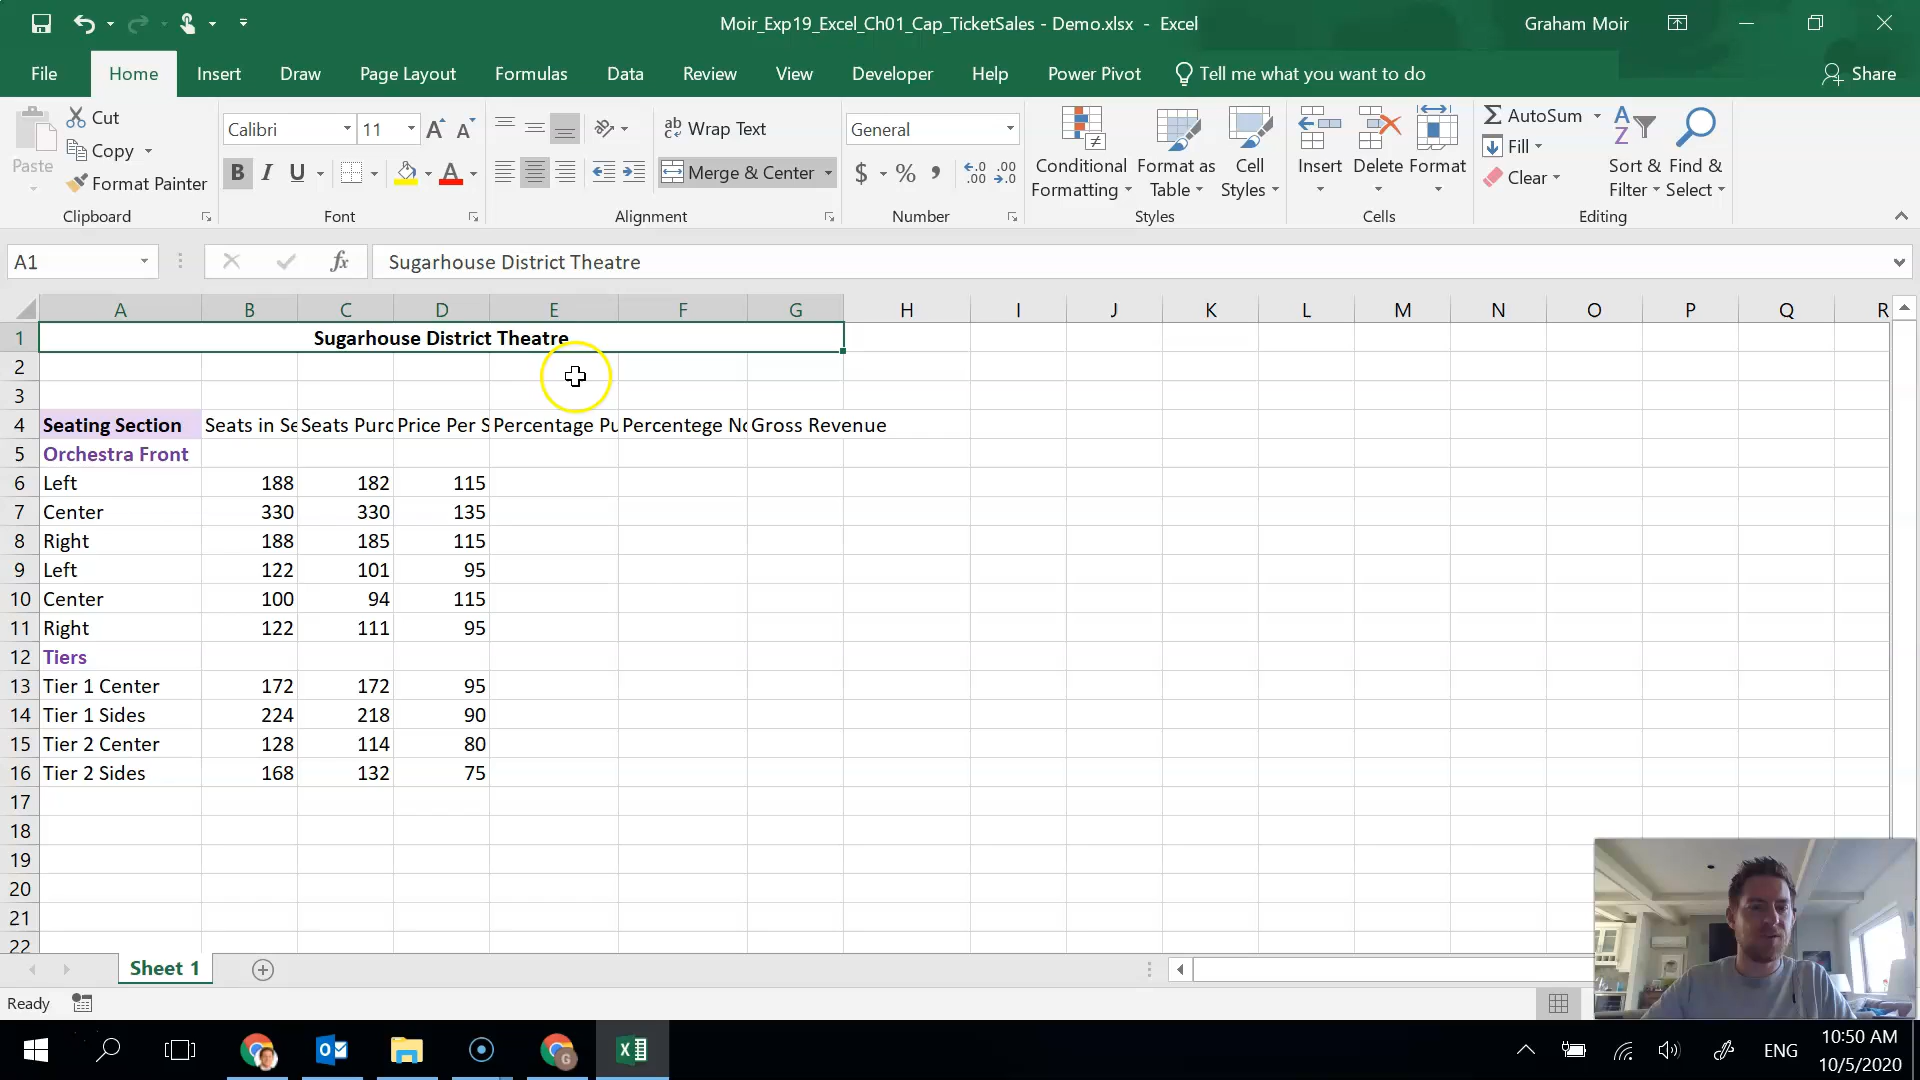 Moir_Exp19_Excel_Ch01_Cap_TicketSales - Demo.xlsx - Excel
Graham Moir
File Home Insert Draw Page Layout Formulas Data Review View Developer Help Power Pivot Tell me what you want to do Share
Paste
Cut
Copy
Format Painter
Clipboard
Calibri 11 A A
B I U A
Font
ab Wrap Text
Merge & Center
Alignment
General
$ % , .0 .00 .00 .0
Number
Conditional Formatting
Format as Table
Cell Styles
Styles
Insert Delete Format
Cells
AutoSum
Fill
Clear
Sort & Filter
Find & Select
Editing
A1 fx Sugarhouse District Theatre
A B C D E F G H I J K L M N O P Q R
1 Sugarhouse District Theatre
2
3
4 Seating Section Seats in Se Seats Purc Price Per S Percentage Pu Percentege No Gross Revenue
5 Orchestra Front
6 Left 188 182 115
7 Center 330 330 135
8 Right 188 185 115
9 Left 122 101 95
10 Center 100 94 115
11 Right 122 111 95
12 Tiers
13 Tier 1 Center 172 172 95
14 Tier 1 Sides 224 218 90
15 Tier 2 Center 128 114 80
16 Tier 2 Sides 168 132 75
17
18
19
20
21
22
Sheet 1
Ready
ENG
10:50 AM
10/5/2020